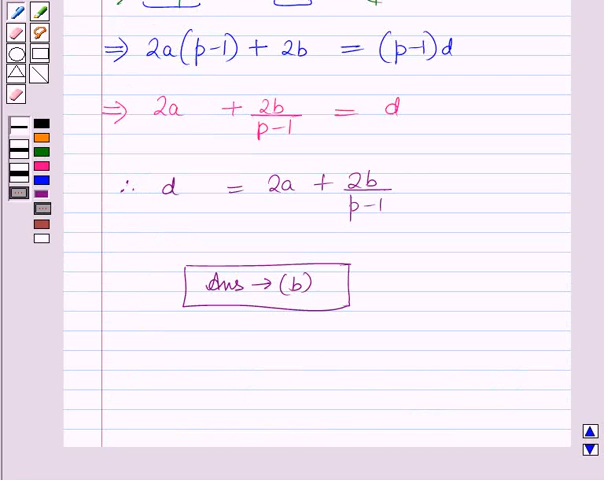 ⇒ 2a(p-1) + 2b = (p-1)d
⇒ 2a + 2b/p-1 = d
∴ d = 2a + 2b/p-1
Ans → (b)